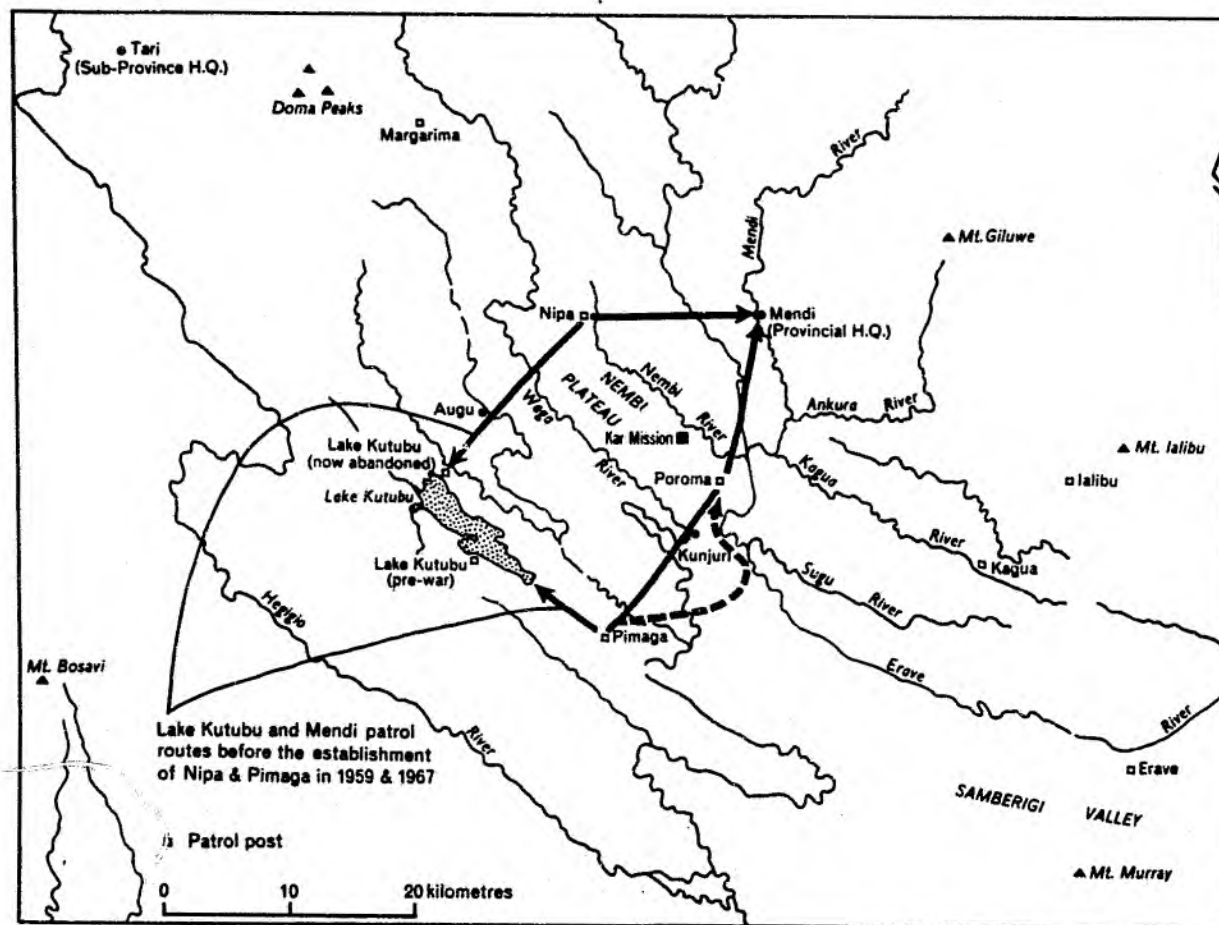 Tari
(Sub-Province H.Q.)
Doma Peaks
Margarima
River
Mendi
Mt. Giluwe
Nipa
Mendi
(Provincial H.Q.)
NEMBI
PLATEAU
Nembi
River
Waga
River
Augu
Kar Mission
Ankura River
Mt. Ialibu
Ialibu
Lake Kutubu
(now abandoned)
Lake Kutubu
Poroma
Kagua
River
Kagua
Kunjuri
Lake Kutubu
(pre-war)
Sugu
River
Hegigio
River
Pimaga
Erave
River
Mt. Bosavi
Lake Kutubu and Mendi patrol
routes before the establishment
of Nipa & Pimaga in 1959 & 1967
Erave
SAMBERIGI VALLEY
Patrol post
Mt. Murray
0 10 20 kilometres